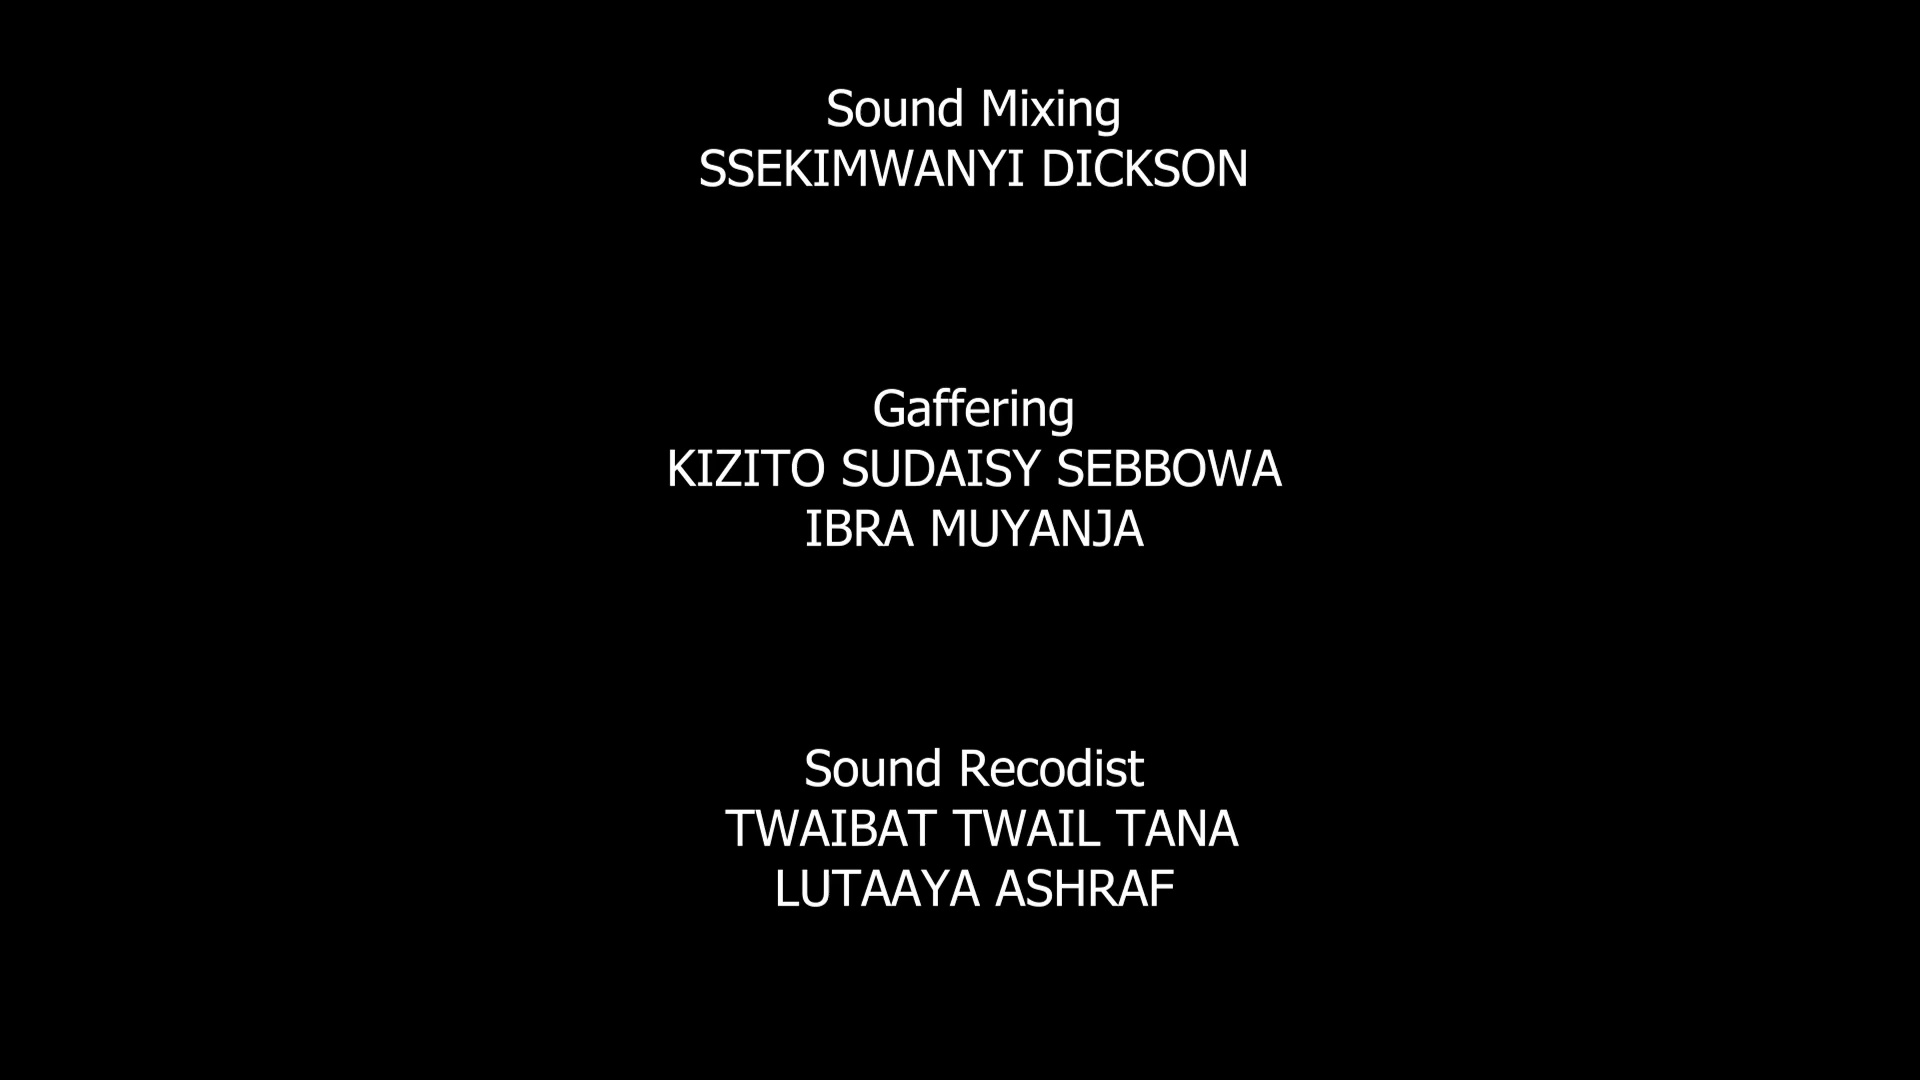 Sound Mixing
SSEKIMWANYI DICKSON
Gaffering
KIZITO SUDAISY SEBBOWA
IBRA MUYANJA
Sound Recodist
TWAIBAT TWAIL TANA
LUTAAYA ASHRAF